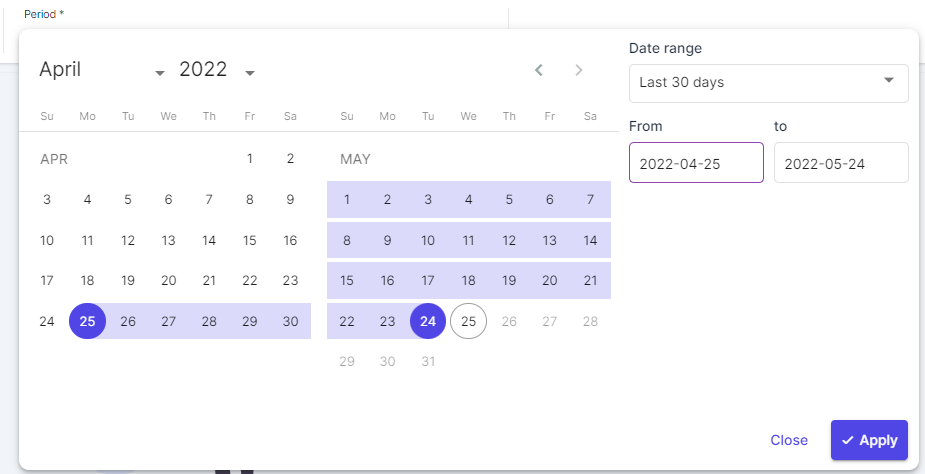 Period *
April 2022
Su Mo Tu We Th Fr Sa
APR 1 2
3 4 5 6 7 8 9
10 11 12 13 14 15 16
17 18 19 20 21 22 23
24 25 26 27 28 29 30
Su Mo Tu We Th Fr Sa
MAY
1 2 3 4 5 6 7
8 9 10 11 12 13 14
15 16 17 18 19 20 21
22 23 24 25 26 27 28
29 30 31
Date range
Last 30 days
From to
2022-04-25 2022-05-24
Close Apply